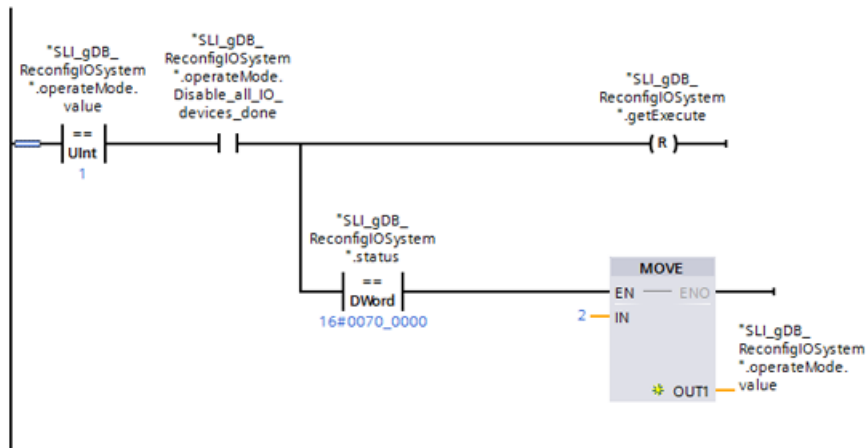 "SLI_gDB_
ReconfigIOSystem
".operateMode.
value
==
UInt
1
"SLI_gDB_
ReconfigIOSystem
".operateMode.
Disable_all_IO_
devices_done
"SLI_gDB_
ReconfigIOSystem
".getExecute
R
"SLI_gDB_
ReconfigIOSystem
".status
==
DWord
16#0070_0000
MOVE
EN
ENO
2
IN
OUT1
"SLI_gDB_
ReconfigIOSystem
".operateMode.
value